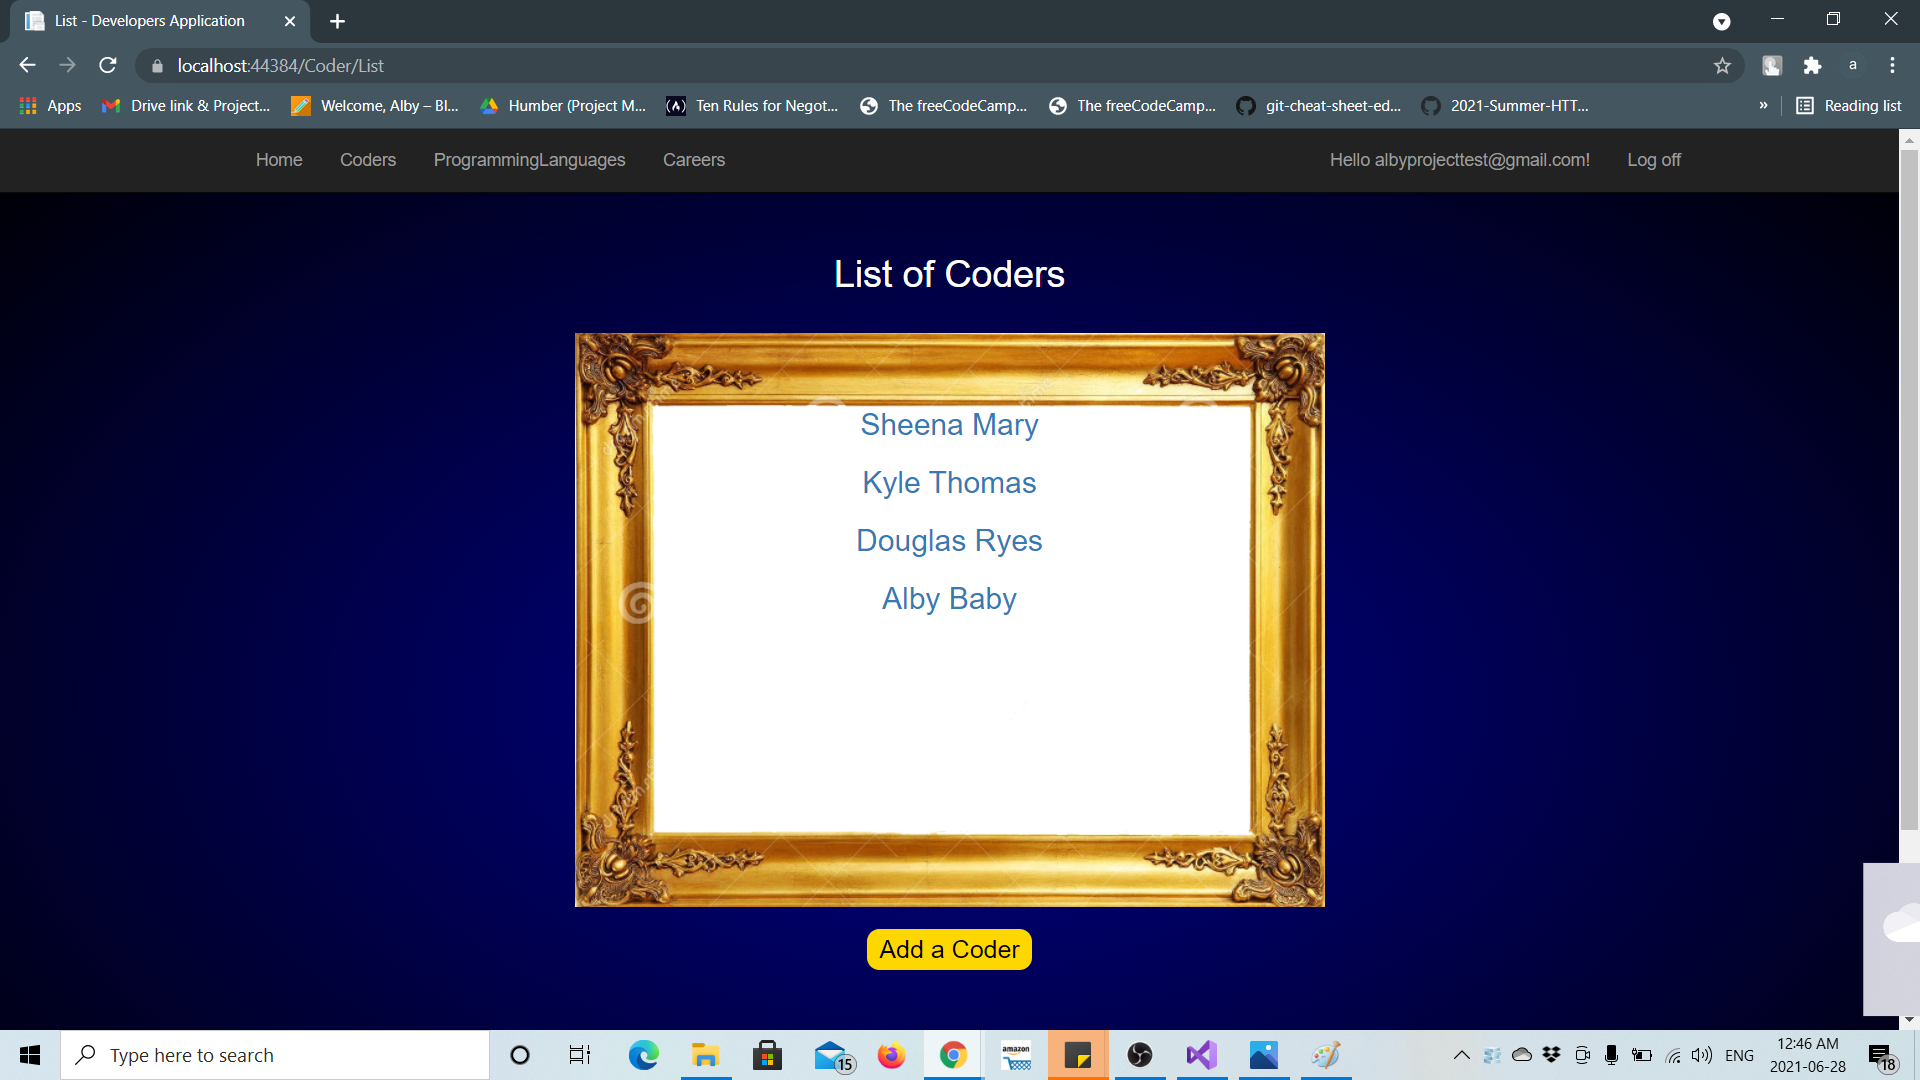 List - Developers Application
localhost:44384/Coder/List
a
Apps
Drive link & Project...
Welcome, Alby – Bl...
Humber (Project M...
Ten Rules for Negot...
The freeCodeCamp...
The freeCodeCamp...
git-cheat-sheet-ed...
2021-Summer-HTT...
»
Reading list
Home
Coders
ProgrammingLanguages
Careers
Hello albyprojecttest@gmail.com!
Log off
List of Coders
Sheena Mary
Kyle Thomas
Douglas Ryes
Alby Baby
Add a Coder
Type here to search
15
amazon
ENG
12:46 AM
2021-06-28
18